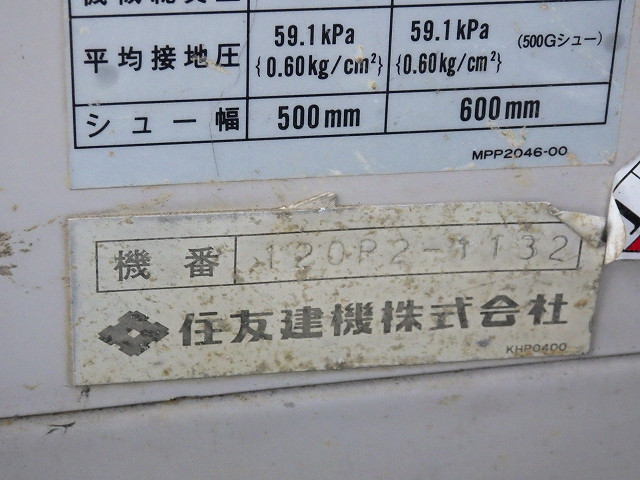 平均接地圧 59.1kPa {0.60kg/cm²} 59.1kPa {0.60kg/cm²} (500Gシュー)
シュー幅 500mm 600mm
MPP2046-00
機番 120P2-1132
住友建機株式会社
KHP0400